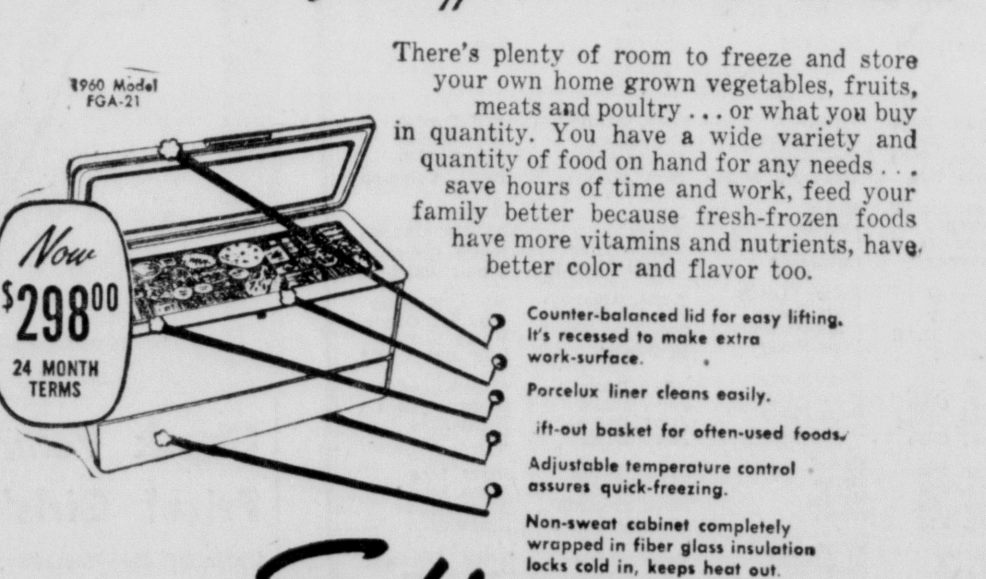 There's plenty of room to freeze and store
your own home grown vegetables, fruits,
meats and poultry ... or what you buy
in quantity. You have a wide variety and
quantity of food on hand for any needs ...
save hours of time and work, feed your
family better because fresh-frozen foods
have more vitamins and nutrients, have
better color and flavor too.
1960 Model
FGA-21
Now
$29800
24 MONTH
TERMS
Counter-balanced lid for easy lifting.
It's recessed to make extra
work-surface.
Porcelux liner cleans easily.
ift-out basket for often-used foods.
Adjustable temperature control
assures quick-freezing.
Non-sweat cabinet completely
wrapped in fiber glass insulation
locks cold in, keeps heat out.